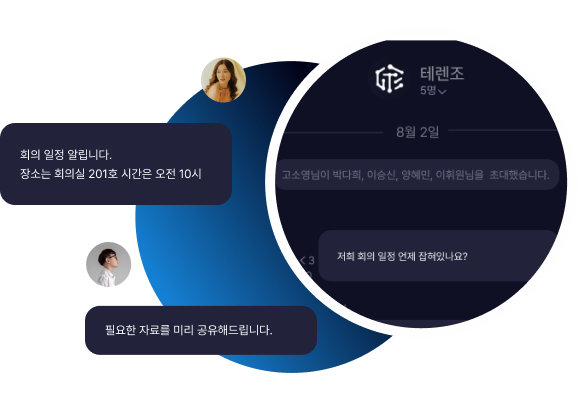 테렌조
5명
8월 2일
고소영님이 박다희, 이승신, 양혜민, 이휘원님을 초대했습니다.
회의 일정 알립니다.
장소는 회의실 201호 시간은 오전 10시
저희 회의 일정 언제 잡혀있나요?
3
필요한 자료를 미리 공유해드립니다.